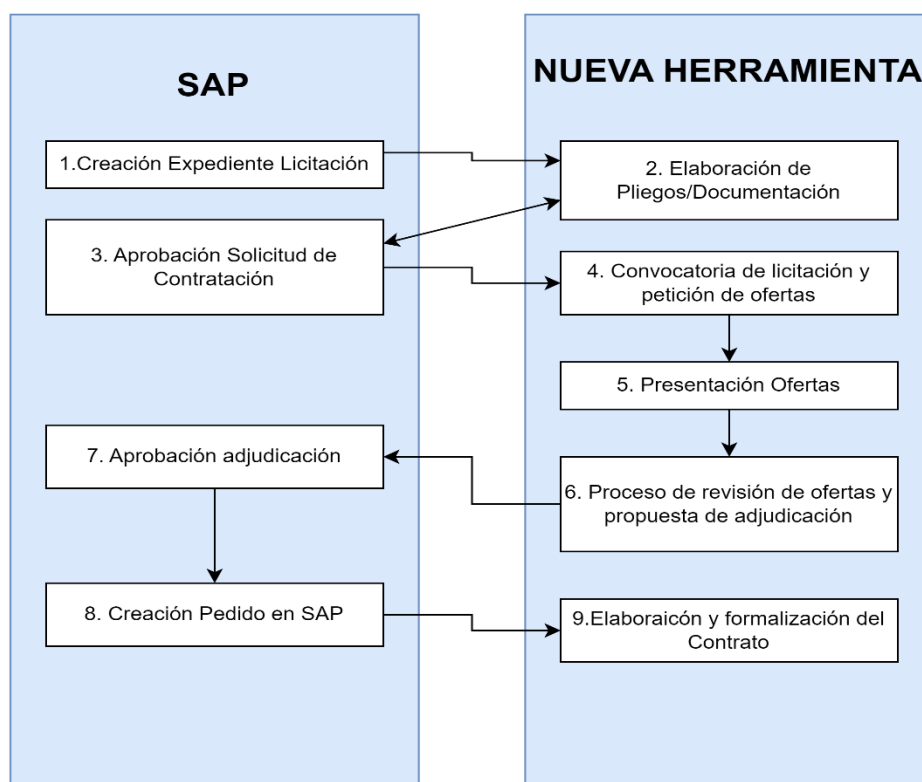 SAP
NUEVA HERRAMIENTA
1.Creación Expediente Licitación
2. Elaboración de
Pliegos/Documentación
3. Aprobación Solicitud de
Contratación
4. Convocatoria de licitación y
petición de ofertas
5. Presentación Ofertas
6. Proceso de revisión de ofertas y
propuesta de adjudicación
7. Aprobación adjudicación
8. Creación Pedido en SAP
9.Elaboraicón y formalización del
Contrato